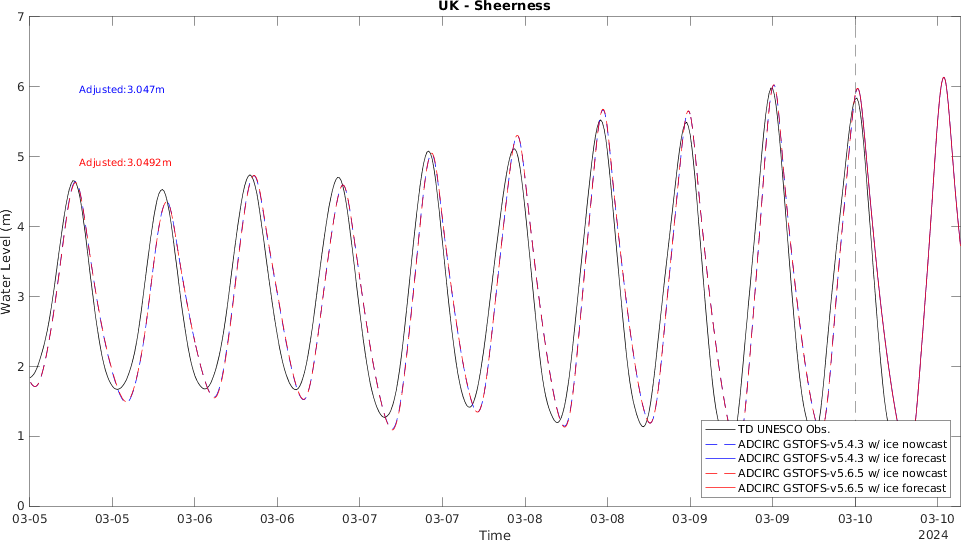 UK - Sheerness
7
6
5
4
3
2
1
0
Water Level (m)
Adjusted:3.047m
Adjusted:3.0492m
TD UNESCO Obs.
ADCIRC GSTOFS-v5.4.3 w/ ice nowcast
ADCIRC GSTOFS-v5.4.3 w/ ice forecast
ADCIRC GSTOFS-v5.6.5 w/ ice nowcast
ADCIRC GSTOFS-v5.6.5 w/ ice forecast
03-05 03-05 03-06 03-06 03-07 03-07 03-08 03-08 03-09 03-09 03-10 03-10
Time
2024